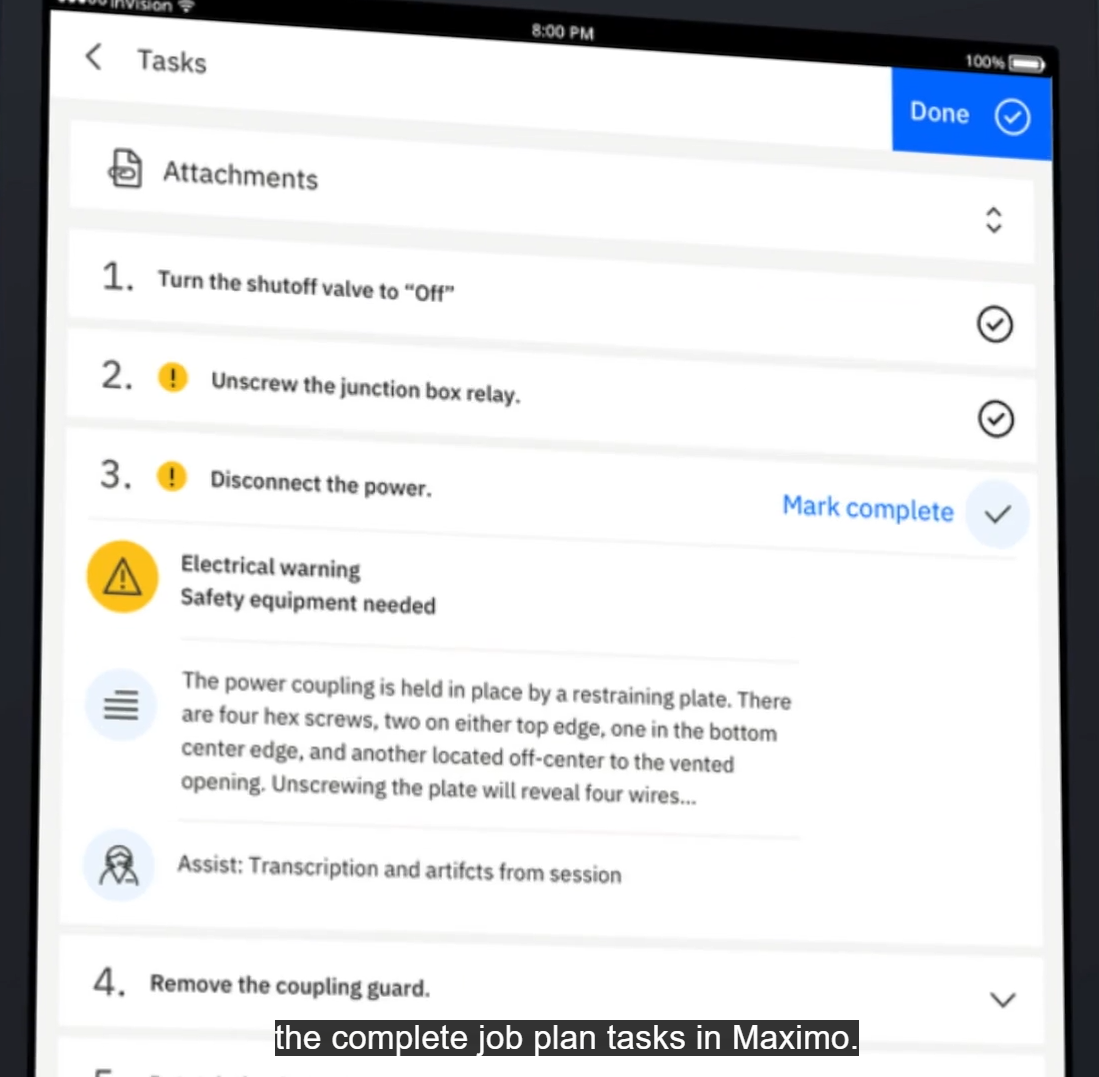 InVision
8:00 PM
100%
Tasks
Done
Attachments
1. Turn the shutoff valve to “Off”
2. ! Unscrew the junction box relay.
3. ! Disconnect the power.
Mark complete
Electrical warning
Safety equipment needed
The power coupling is held in place by a restraining plate. There
are four hex screws, two on either top edge, one in the bottom
center edge, and another located off-center to the vented
opening. Unscrewing the plate will reveal four wires...
Assist: Transcription and artifcts from session
4. Remove the coupling guard.
the complete job plan tasks in Maximo.